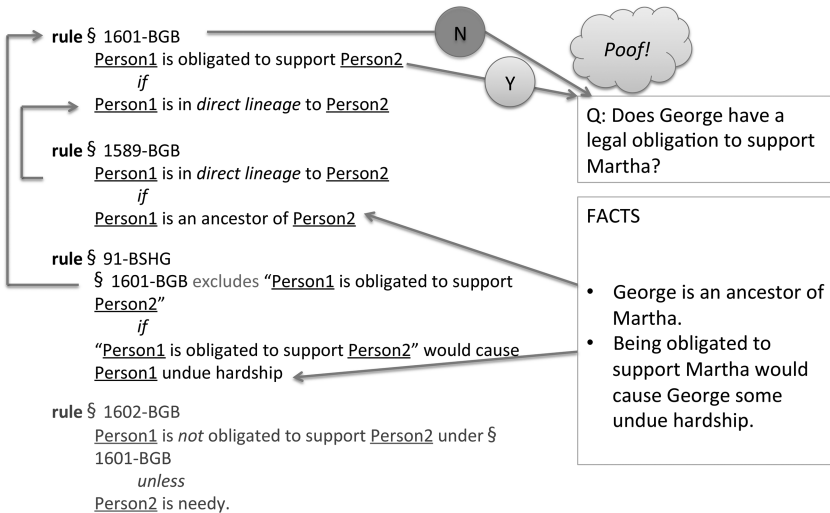 rule § 1601-BGB
Person1 is obligated to support Person2
if
Person1 is in direct lineage to Person2
rule § 1589-BGB
Person1 is in direct lineage to Person2
if
Person1 is an ancestor of Person2
rule § 91-BSHG
§ 1601-BGB excludes “Person1 is obligated to support
Person2”
if
“Person1 is obligated to support Person2” would cause
Person1 undue hardship
rule § 1602-BGB
Person1 is not obligated to support Person2 under §
1601-BGB
unless
Person2 is needy.
N
Y
Poof!
Q: Does George have a
legal obligation to support
Martha?
FACTS
• George is an ancestor of
Martha.
• Being obligated to
support Martha would
cause George some
undue hardship.